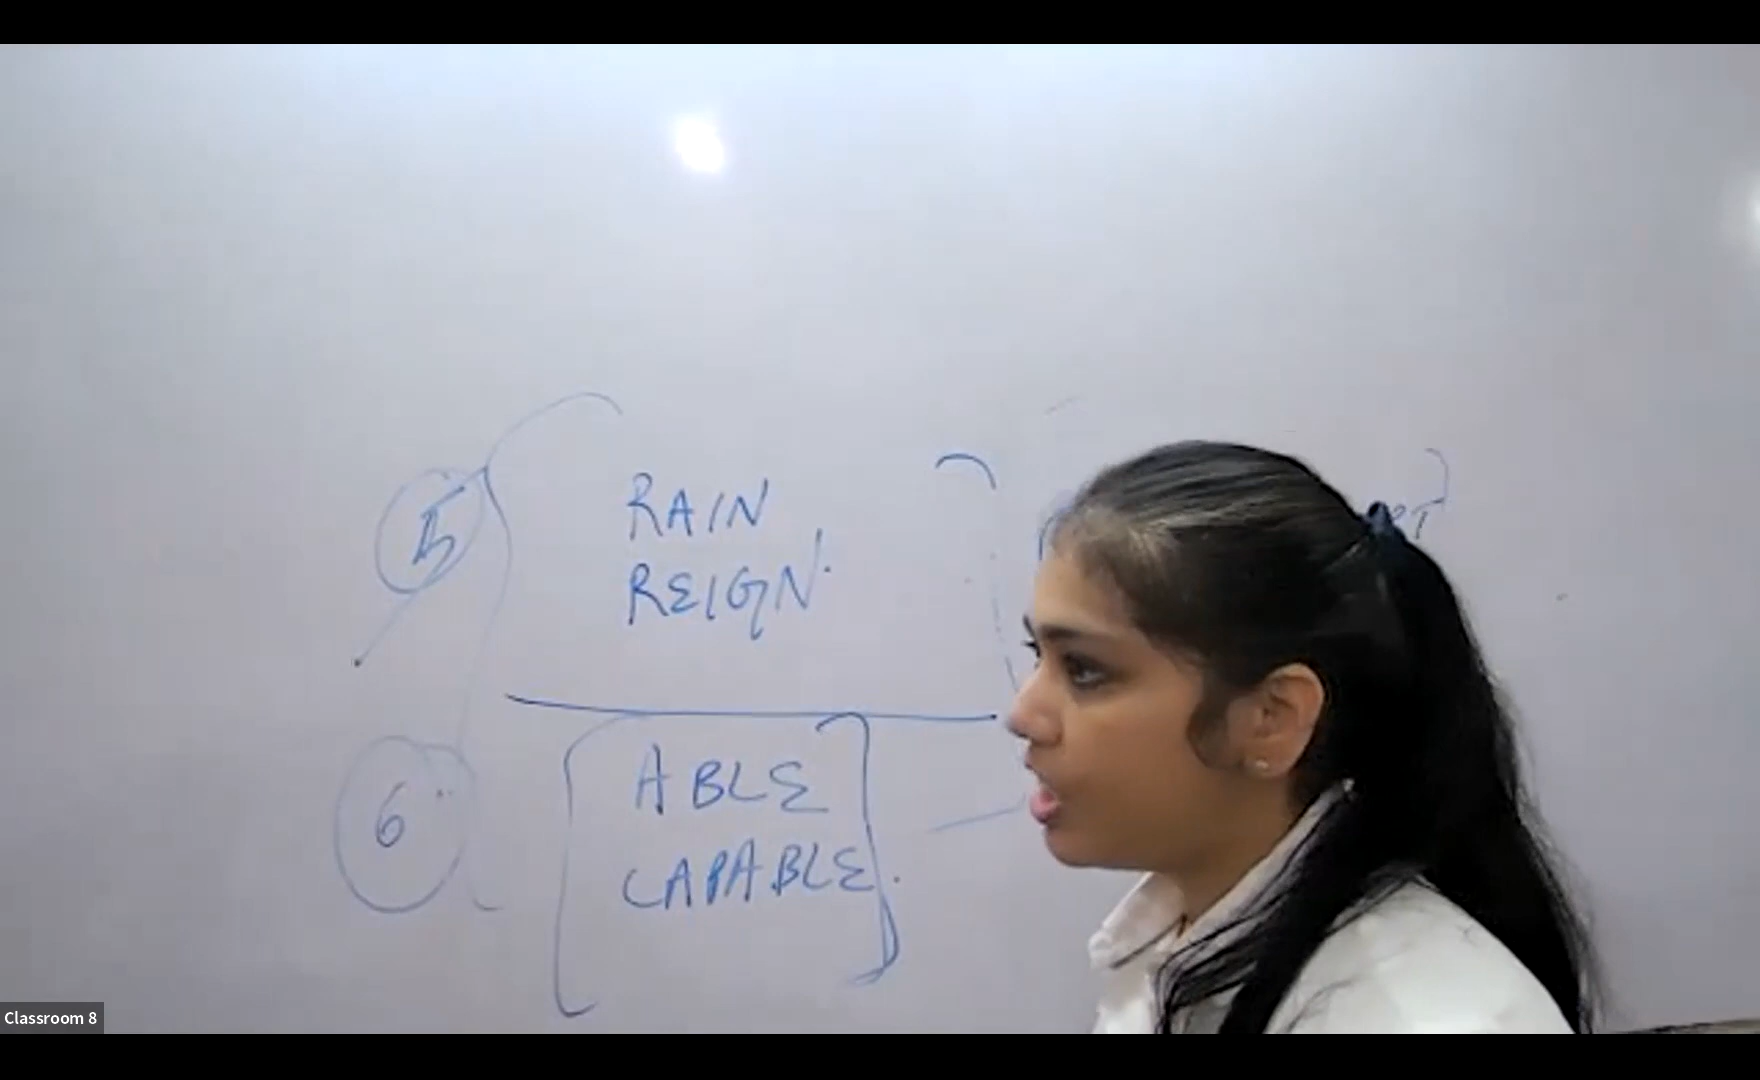 5
RAIN
REIGN.
6
ABLE
CAPABLE.
Classroom 8